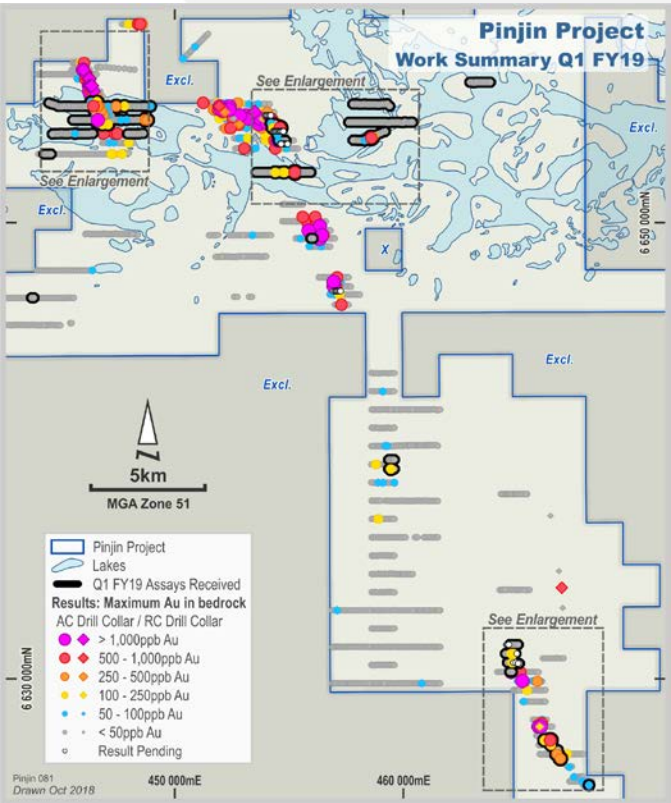 Pinjin Project
Work Summary Q1 FY19
Excl.
See Enlargement
Excl.
See Enlargement
Excl.
6 650 000mN
X
Excl.
Excl.
5km
MGA Zone 51
Pinjin Project
Lakes
Q1 FY19 Assays Received
Results: Maximum Au in bedrock
AC Drill Collar / RC Drill Collar
> 1,000ppb Au
500 - 1,000ppb Au
250 - 500ppb Au
100 - 250ppb Au
50 - 100ppb Au
< 50ppb Au
Result Pending
See Enlargement
6 630 000mN
Pinjin 081
Drawn Oct 2018
450 000mE
460 000mE